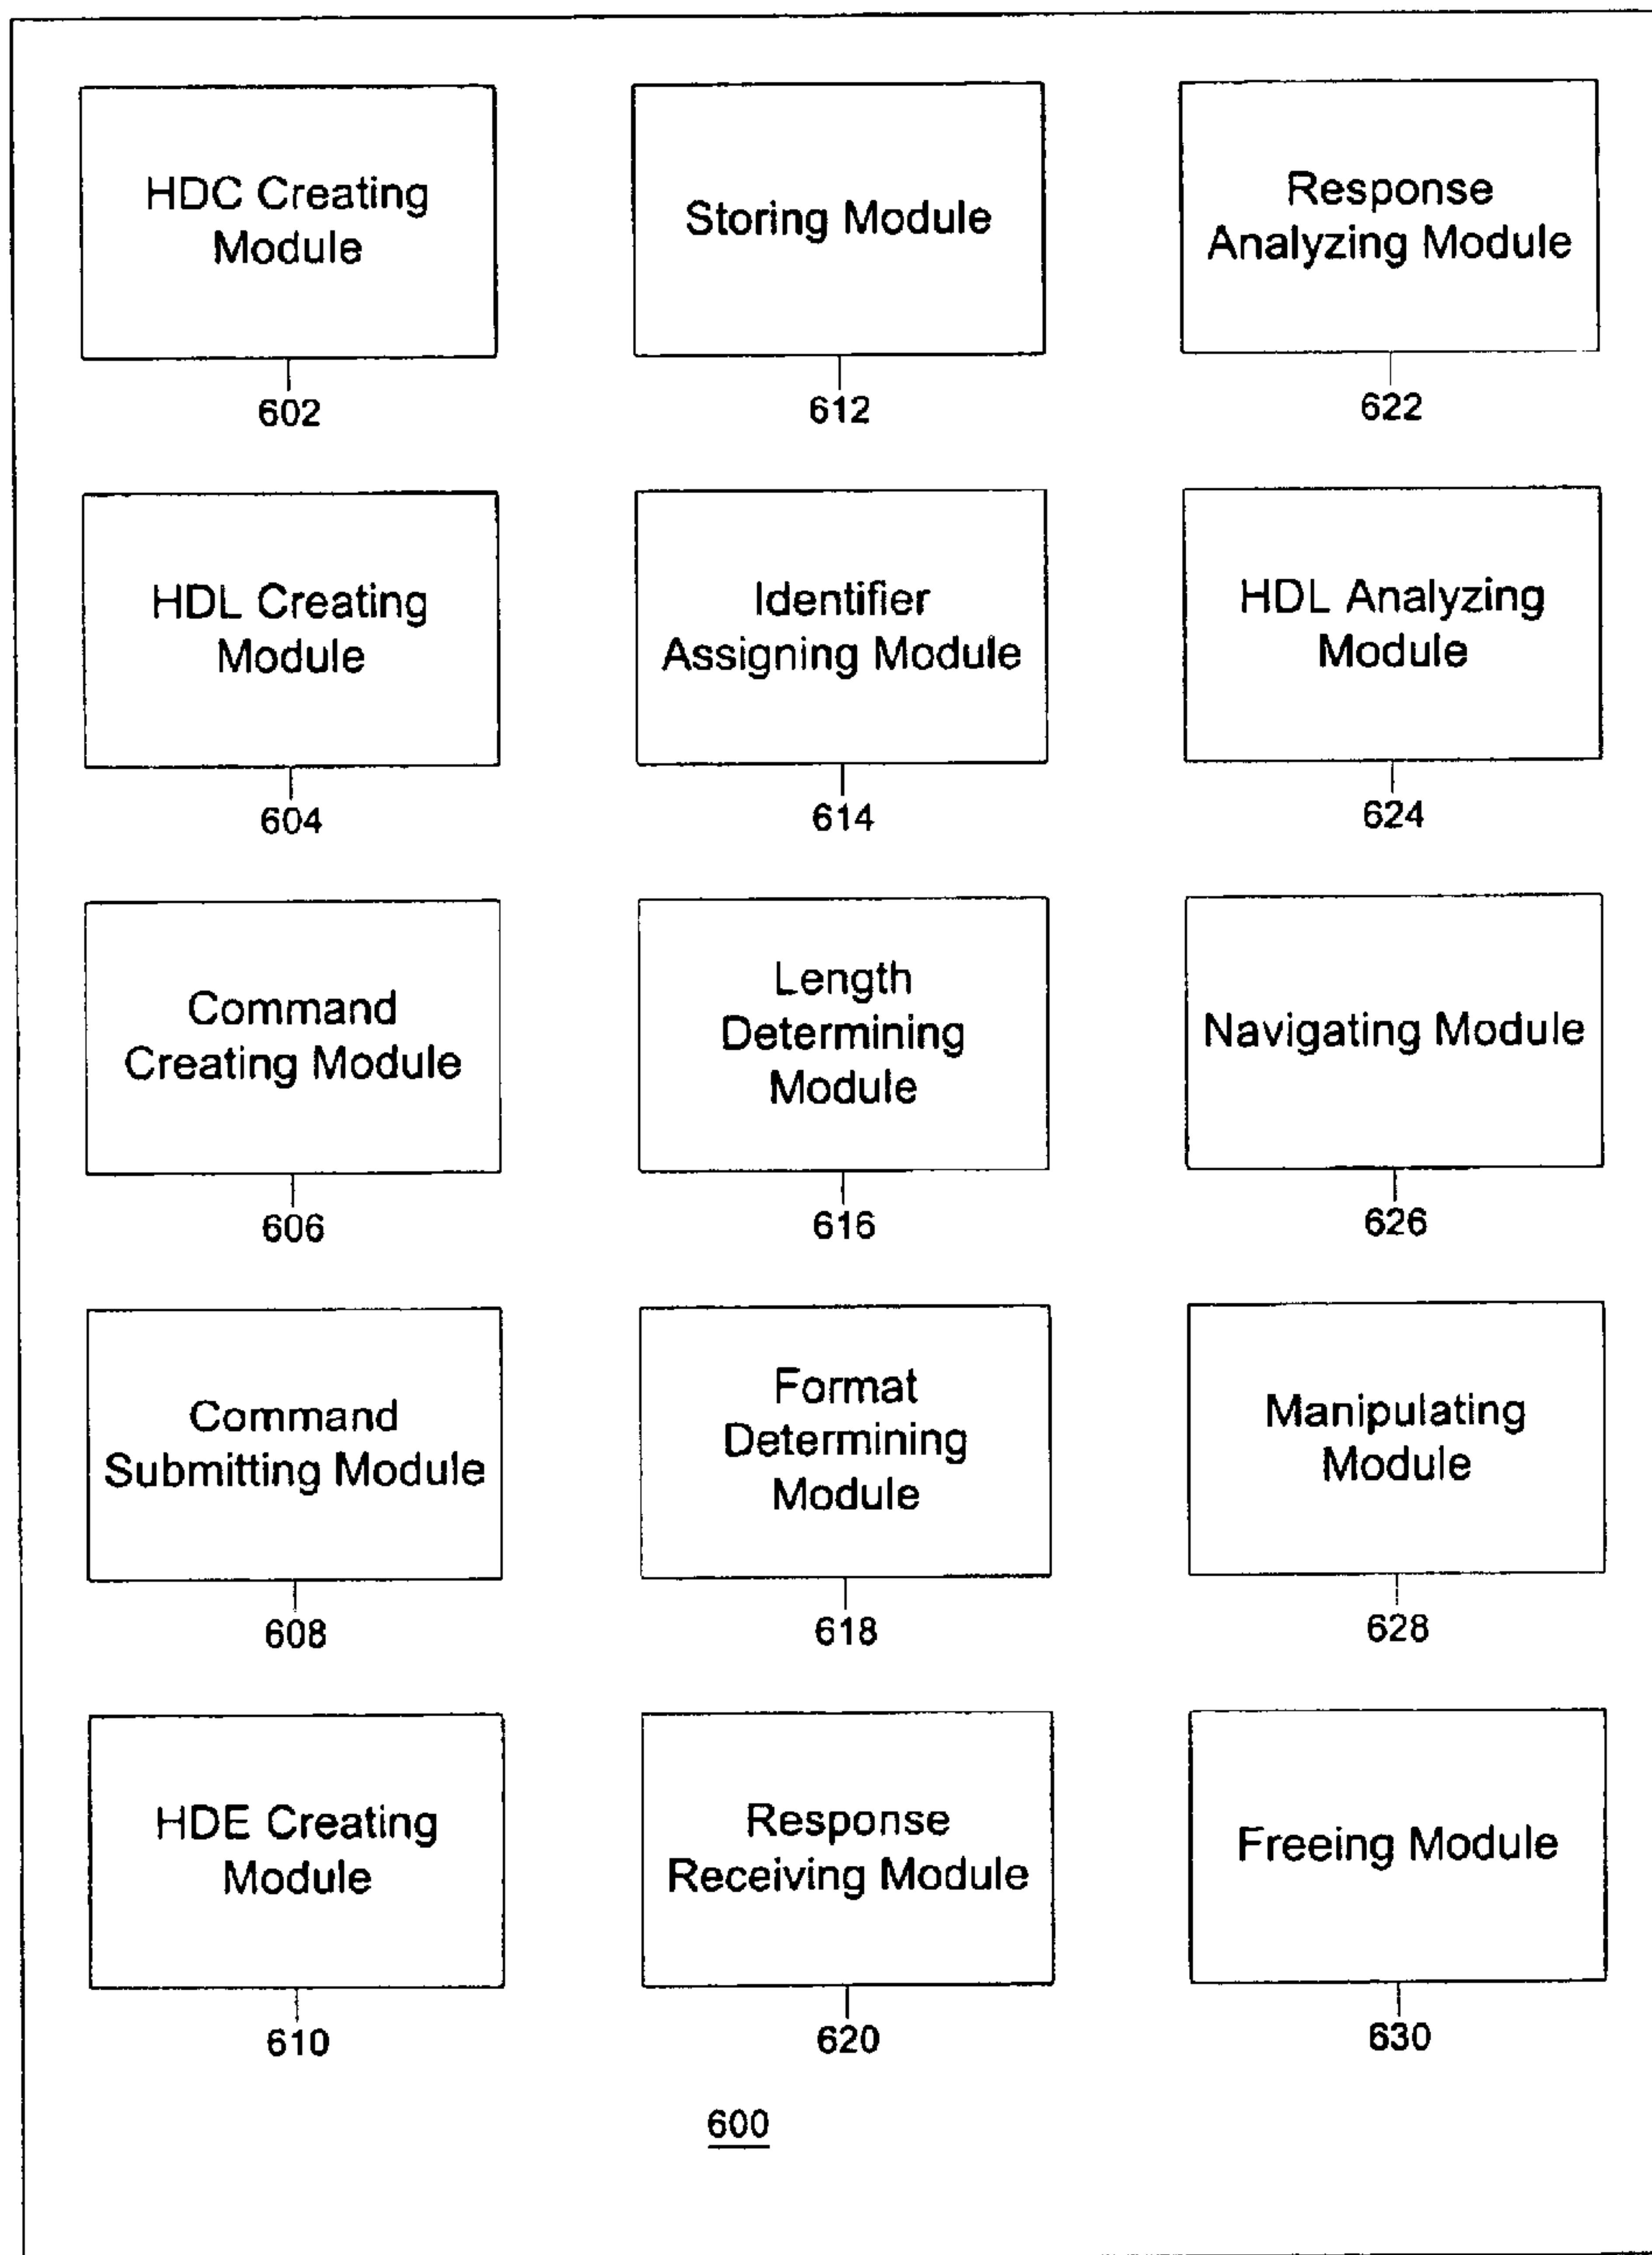 HDC Creating
Module
602
Storing Module
612
Response
Analyzing Module
622
HDL Creating
Module
604
Identifier
Assigning Module
614
HDL Analyzing
Module
624
Command
Creating Module
606
Length
Determining
Module
616
Navigating Module
626
Command
Submitting Module
608
Format
Determining
Module
618
Manipulating
Module
628
HDE Creating
Module
610
Response
Receiving Module
620
Freeing Module
630
600